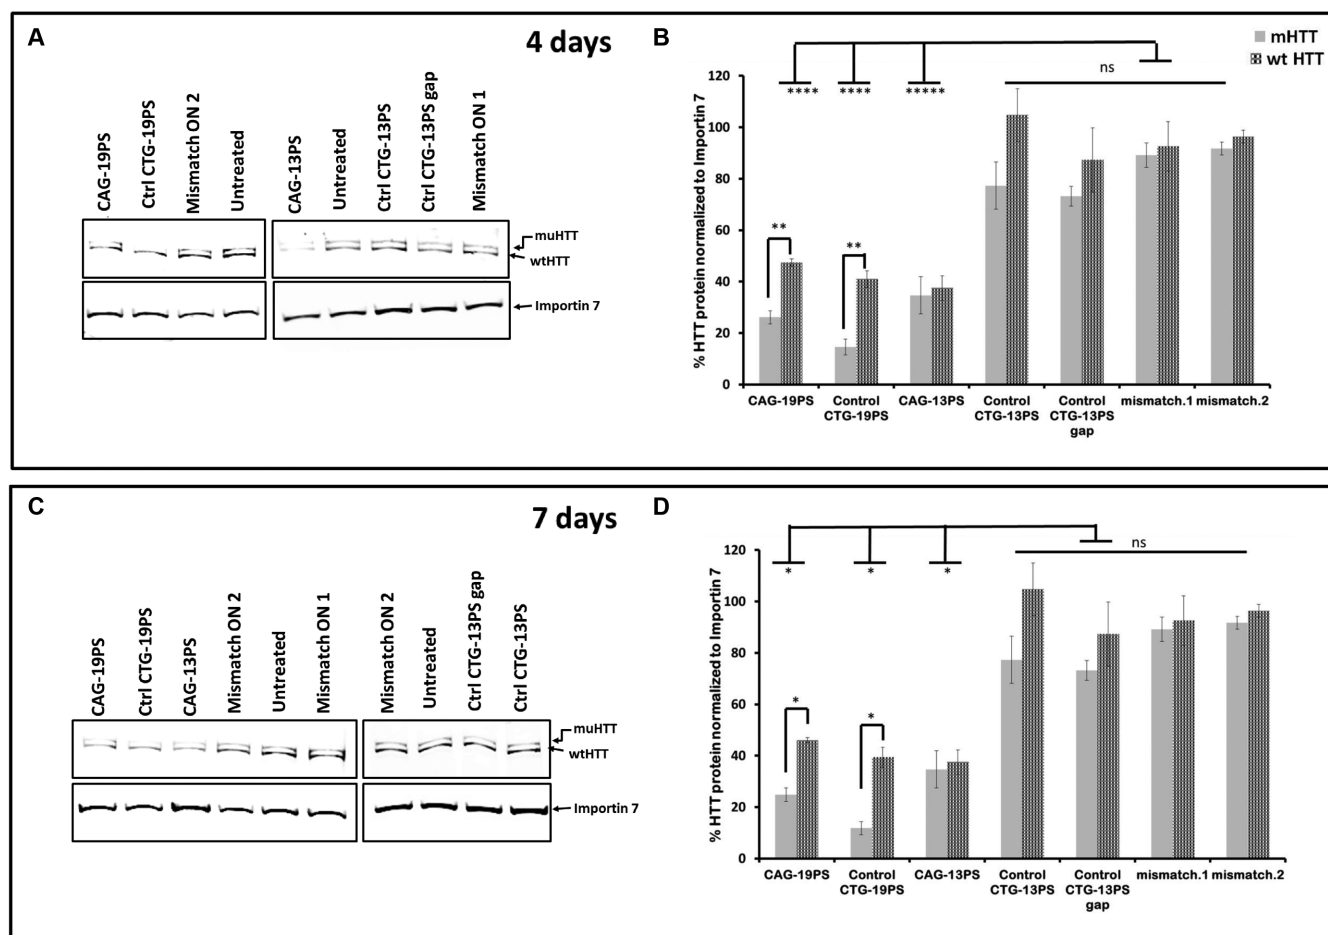 A
4 days
CAG-19PS
Ctrl CTG-19PS
Mismatch ON 2
Untreated
CAG-13PS
Untreated
Ctrl CTG-13PS
Ctrl CTG-13PS gap
Mismatch ON 1
muHTT
wtHTT
Importin 7
B
mHTT
wt HTT
ns
**** **** *****
** **
% HTT protein normalized to Importin 7
120
100
80
60
40
20
0
CAG-19PS
Control
CTG-19PS
CAG-13PS
Control
CTG-13PS
Control
CTG-13PS
gap
mismatch.1
mismatch.2
C
7 days
CAG-19PS
Ctrl CTG-19PS
CAG-13PS
Mismatch ON 2
Untreated
Mismatch ON 1
Mismatch ON 2
Untreated
Ctrl CTG-13PS gap
Ctrl CTG-13PS
muHTT
wtHTT
Importin 7
D
ns
* * *
* *
% HTT protein normalized to Importin 7
120
100
80
60
40
20
0
CAG-19PS
Control
CTG-19PS
CAG-13PS
Control
CTG-13PS
Control
CTG-13PS
gap
mismatch.1
mismatch.2